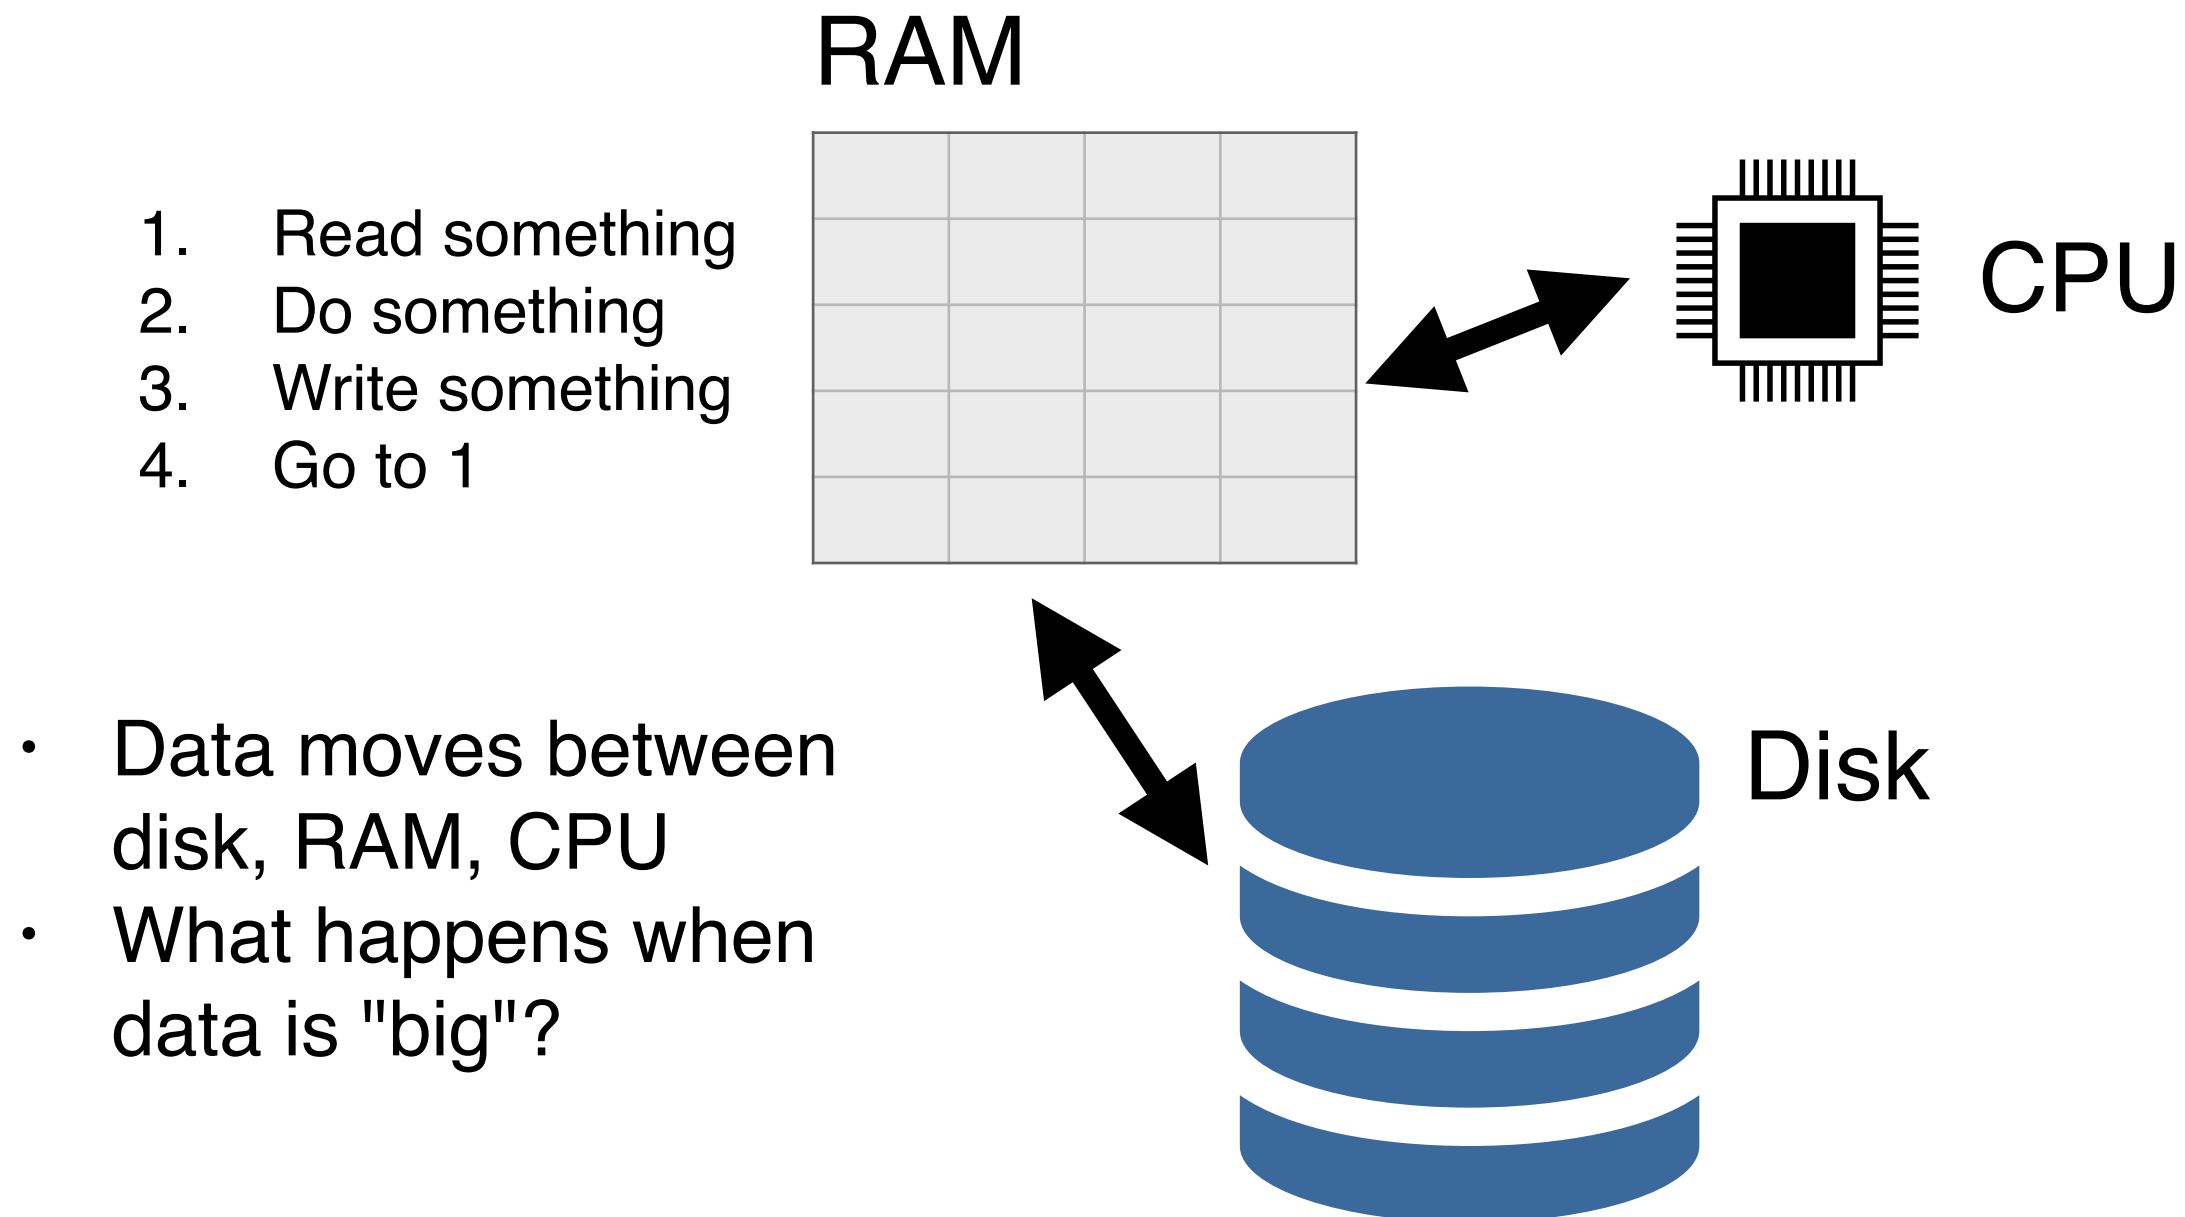 RAM
1. Read something
2. Do something
3. Write something
4. Go to 1
CPU
• Data moves between
disk, RAM, CPU
• What happens when
data is "big"?
Disk